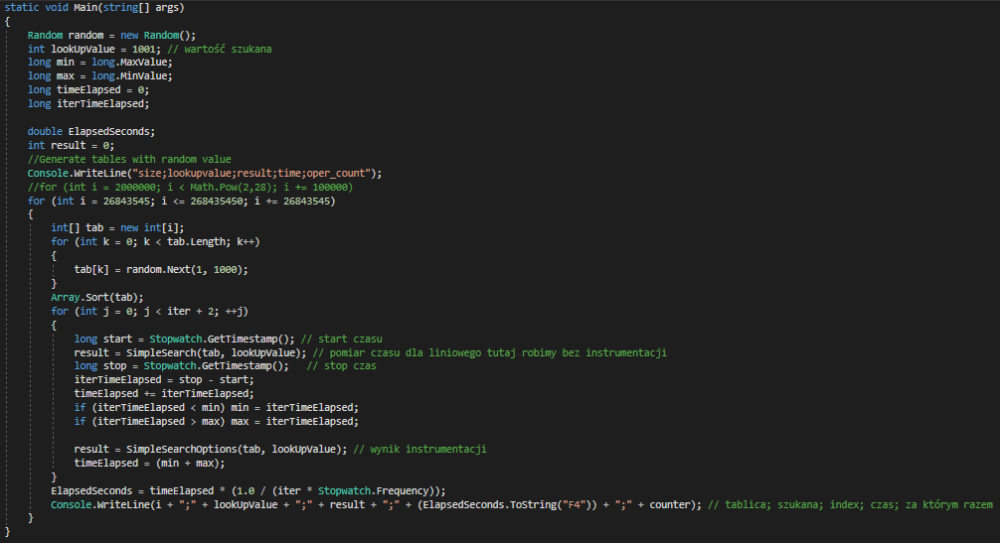 static void Main(string[] args)
{
Random random = new Random();
int lookUpValue = 1001; // wartość szukana
long min = long.MaxValue;
long max = long.MinValue;
long timeElapsed = 0;
long iterTimeElapsed;
double ElapsedSeconds;
int result = 0;
//Generate tables with random value
Console.WriteLine("size;lookupvalue;result;time;oper_count");
//for (int i = 2000000; i < Math.Pow(2,28); i += 100000)
for (int i = 26843545; i <= 268435450; i += 26843545)
{
int[] tab = new int[i];
for (int k = 0; k < tab.Length; k++)
{
tab[k] = random.Next(1, 1000);
}
Array.Sort(tab);
for (int j = 0; j < iter + 2; ++j)
{
long start = Stopwatch.GetTimestamp(); // start czasu
result = SimpleSearch(tab, lookUpValue); // pomiar czasu dla liniowego tutaj robimy bez instrumentacji
long stop = Stopwatch.GetTimestamp(); // stop czas
iterTimeElapsed = stop - start;
timeElapsed += iterTimeElapsed;
if (iterTimeElapsed < min) min = iterTimeElapsed;
if (iterTimeElapsed > max) max = iterTimeElapsed;
result = SimpleSearchOptions(tab, lookUpValue); // wynik instrumentacji
timeElapsed = (min + max);
}
ElapsedSeconds = timeElapsed * (1.0 / (iter * Stopwatch.Frequency));
Console.WriteLine(i + ";" + lookUpValue + ";" + result + ";" + (ElapsedSeconds.ToString("F4")) + ";" + counter); // tablica; szukana; index; czas; za którym razem
}
}